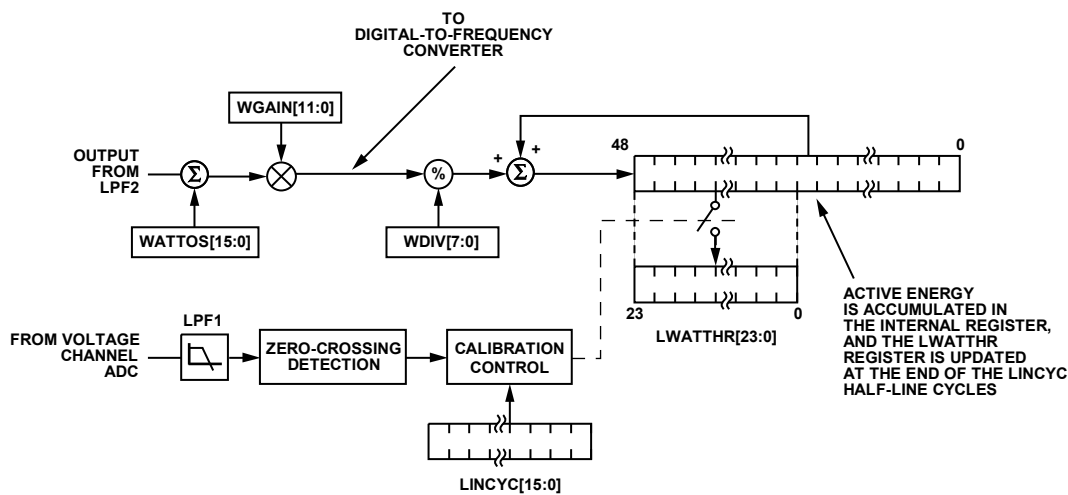 TO
DIGITAL-TO-FREQUENCY
CONVERTER
WGAIN[11:0]
OUTPUT
FROM
LPF2
Σ
%
+
+
Σ
48
0
WATTOS[15:0]
WDIV[7:0]
23
0
LWATTHR[23:0]
ACTIVE ENERGY
IS ACCUMULATED IN
THE INTERNAL REGISTER,
AND THE LWATTHR
REGISTER IS UPDATED
AT THE END OF THE LINCYC
HALF-LINE CYCLES
LPF1
FROM VOLTAGE
CHANNEL
ADC
ZERO-CROSSING
DETECTION
CALIBRATION
CONTROL
LINCYC[15:0]